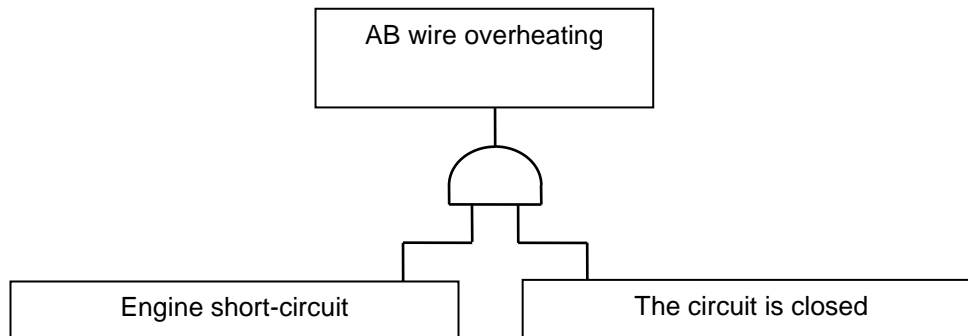 AB wire overheating
Engine short-circuit
The circuit is closed